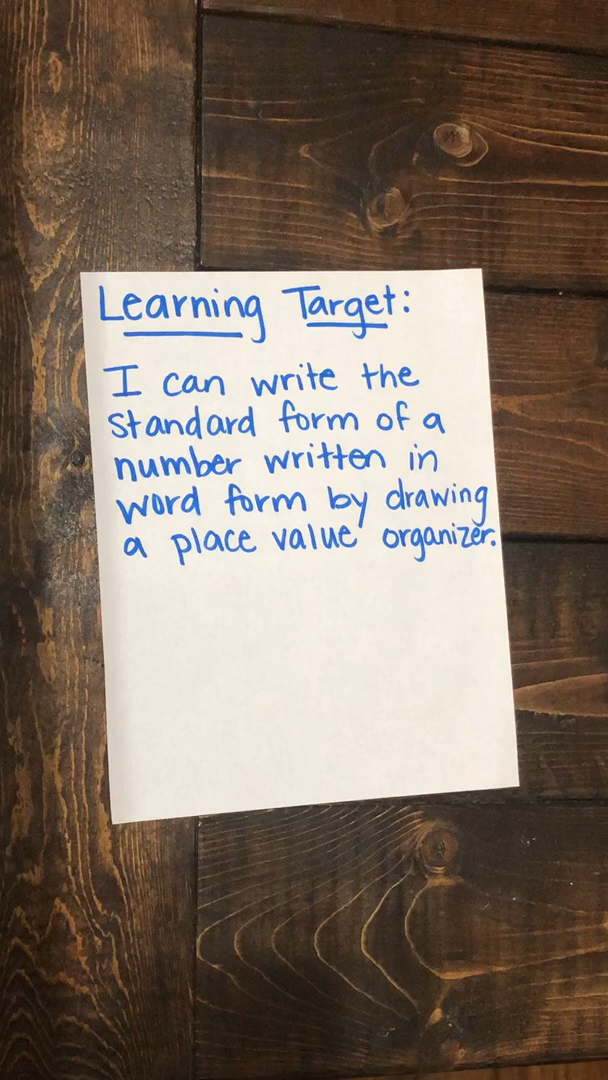 Learning Target:
I can write the
standard form of a
number written in
word form by drawing
a place value organizer.